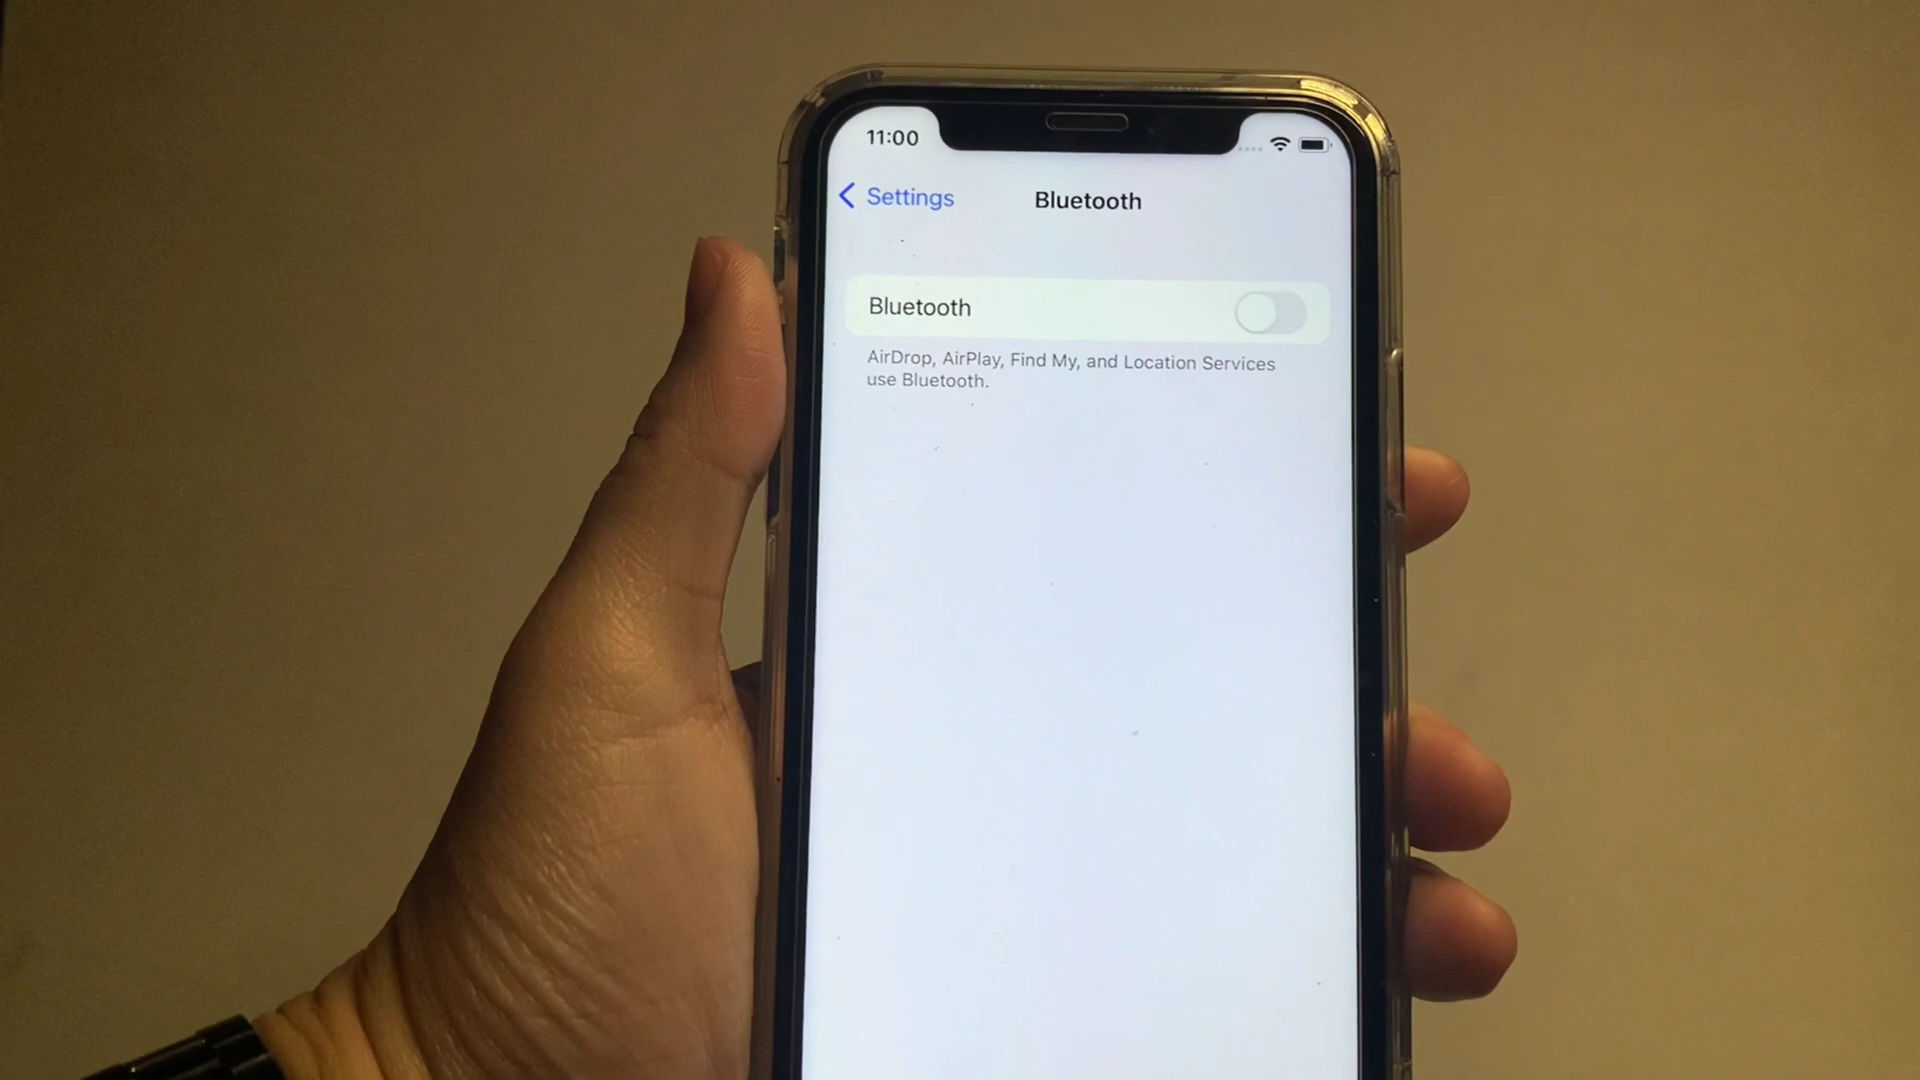 11:00
Settings
Bluetooth
Bluetooth
AirDrop, AirPlay, Find My, and Location Services
use Bluetooth.